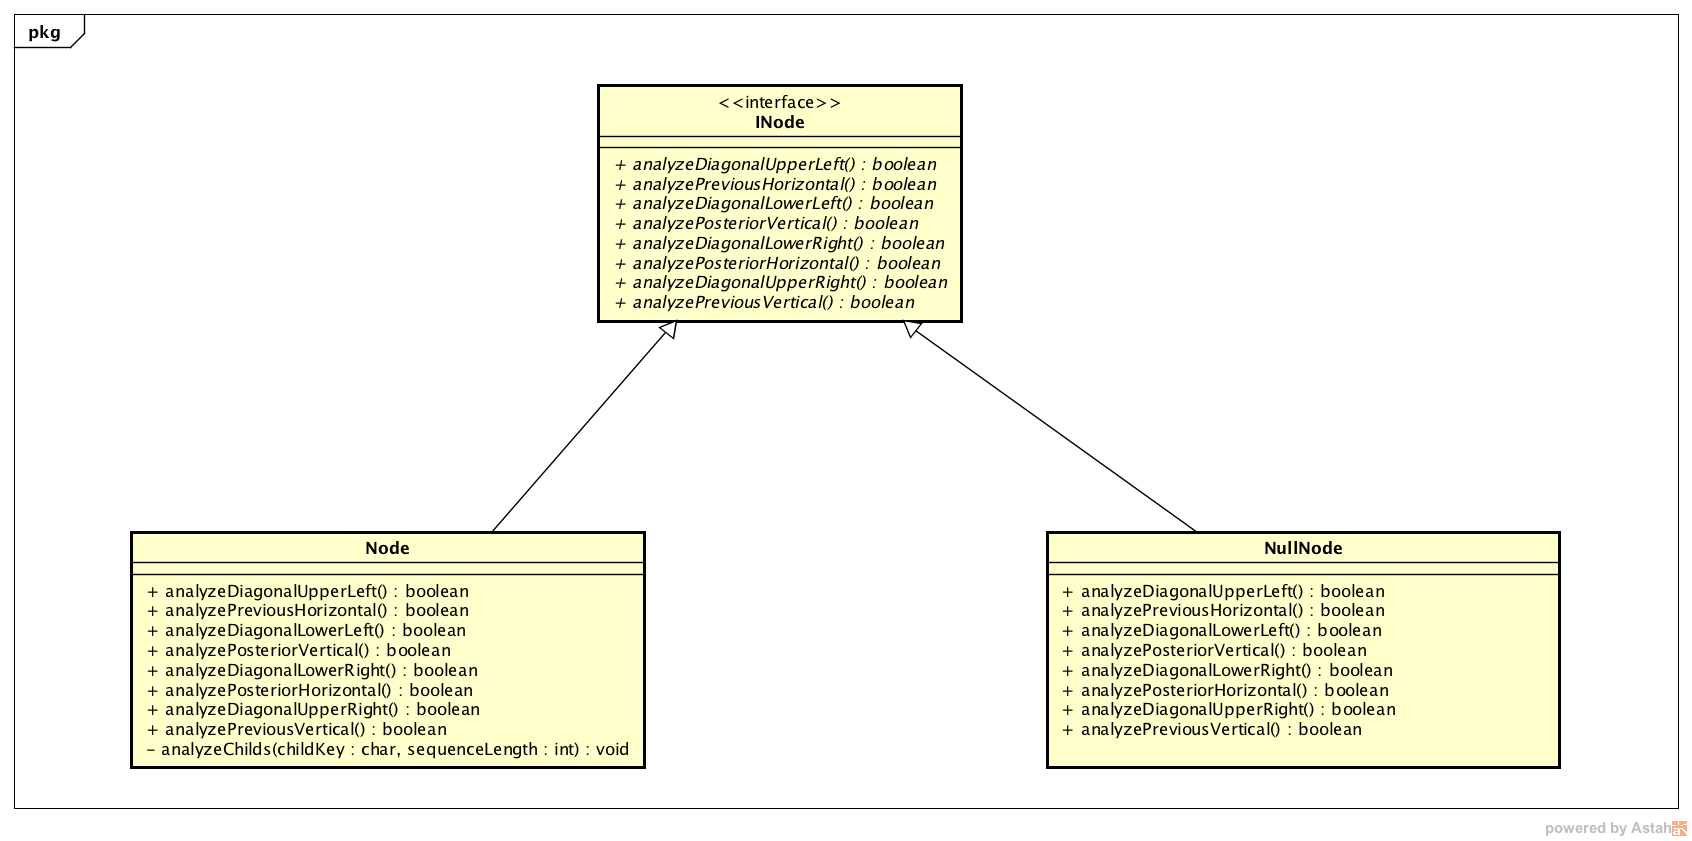 pkg
<<interface>>
INode
+ analyzeDiagonalUpperLeft() : boolean
+ analyzePreviousHorizontal() : boolean
+ analyzeDiagonalLowerLeft() : boolean
+ analyzePosteriorVertical() : boolean
+ analyzeDiagonalLowerRight() : boolean
+ analyzePosteriorHorizontal() : boolean
+ analyzeDiagonalUpperRight() : boolean
+ analyzePreviousVertical() : boolean
Node
+ analyzeDiagonalUpperLeft() : boolean
+ analyzePreviousHorizontal() : boolean
+ analyzeDiagonalLowerLeft() : boolean
+ analyzePosteriorVertical() : boolean
+ analyzeDiagonalLowerRight() : boolean
+ analyzePosteriorHorizontal() : boolean
+ analyzeDiagonalUpperRight() : boolean
+ analyzePreviousVertical() : boolean
- analyzeChilds(childKey : char, sequenceLength : int) : void
NullNode
+ analyzeDiagonalUpperLeft() : boolean
+ analyzePreviousHorizontal() : boolean
+ analyzeDiagonalLowerLeft() : boolean
+ analyzePosteriorVertical() : boolean
+ analyzeDiagonalLowerRight() : boolean
+ analyzePosteriorHorizontal() : boolean
+ analyzeDiagonalUpperRight() : boolean
+ analyzePreviousVertical() : boolean
powered by Astah